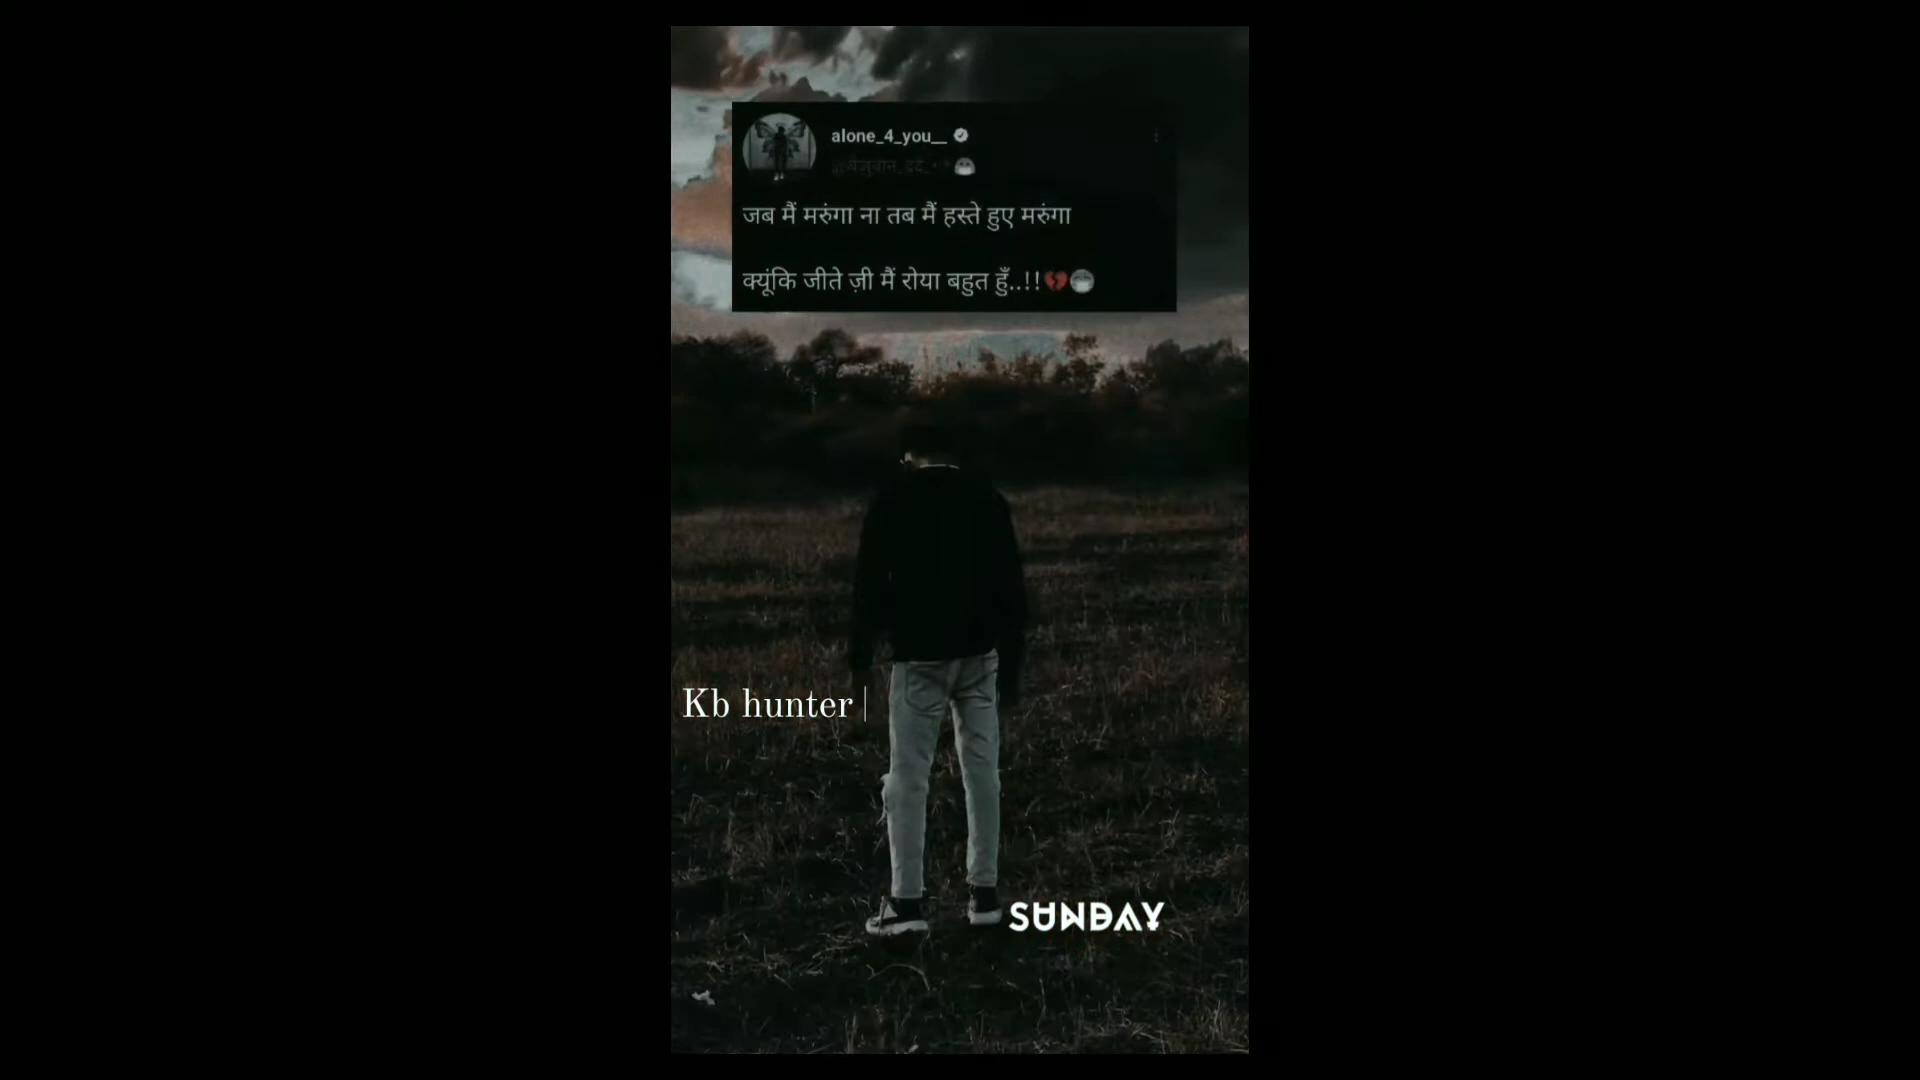 alone_4_you__
जब मैं मरुंगा ना तब मैं हस्ते हुए मरुंगा
क्यूंकि जीते ज़ी मैं रोया बहुत हुँ..!!💔😷
Kb hunter
SUNDAY